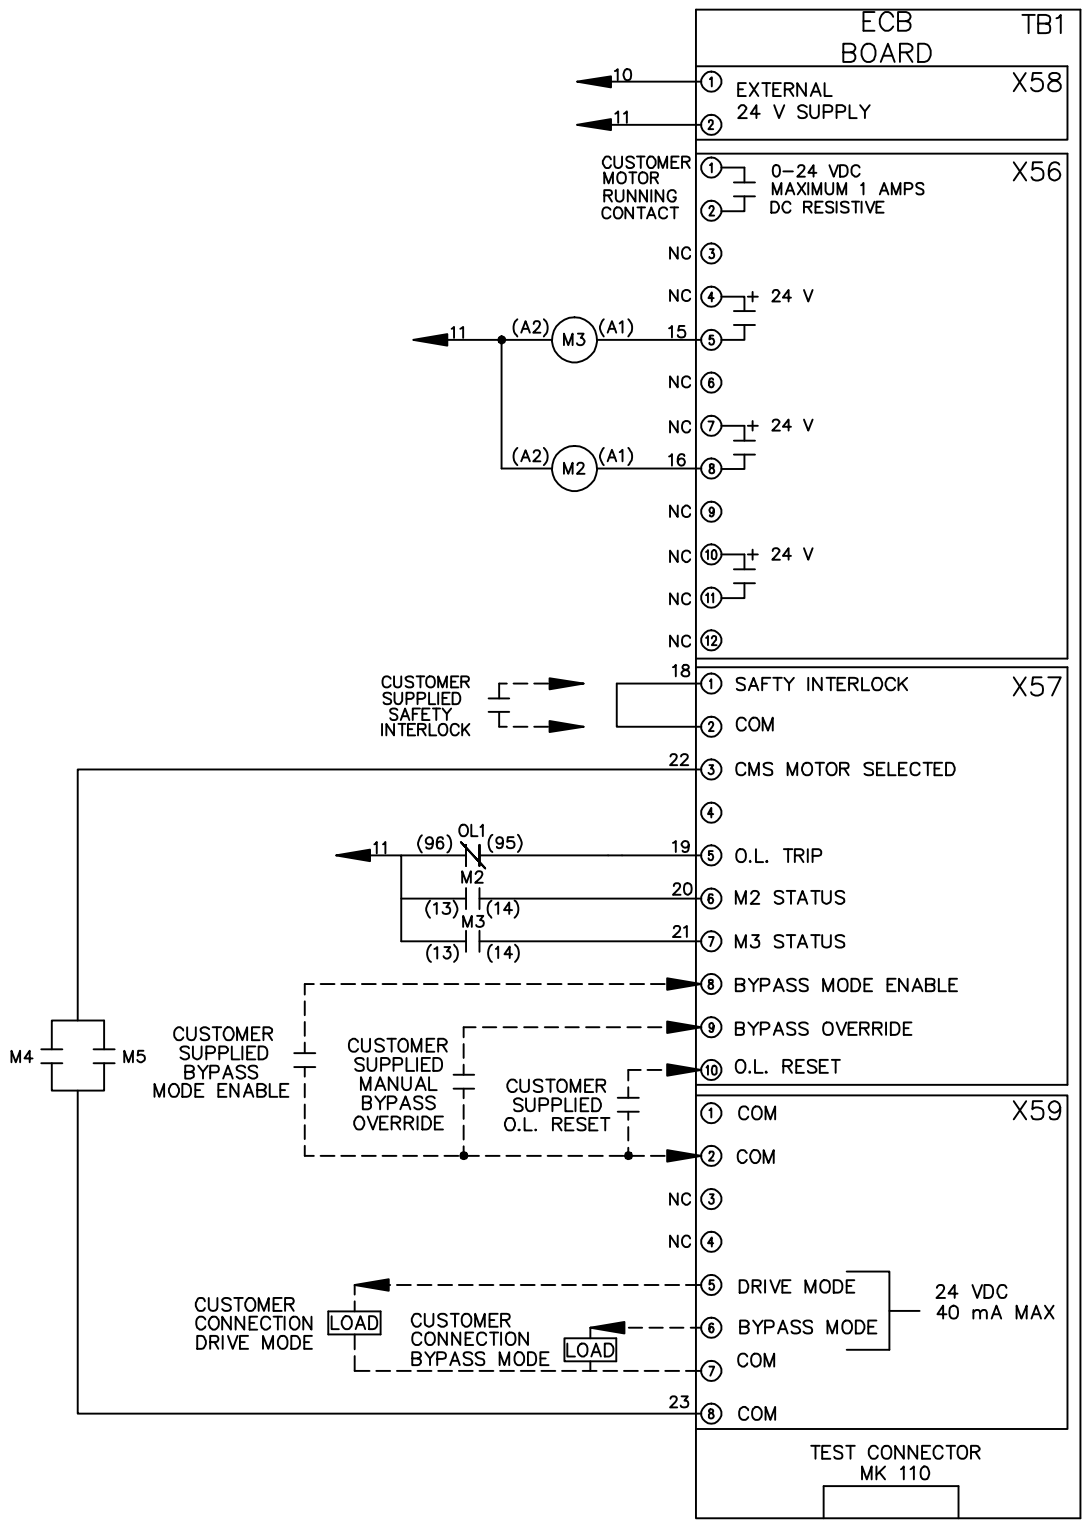 ECB
BOARD
TB1
X58
10
1
EXTERNAL
24 V SUPPLY
11
2
X56
CUSTOMER
MOTOR
RUNNING
CONTACT
1
2
0-24 VDC
MAXIMUM 1 AMPS
DC RESISTIVE
NC 3
NC 4 + 24 V
11 (A2) M3 (A1) 15 5
NC 6
NC 7 + 24 V
(A2) M2 (A1) 16 8
NC 9
NC 10 + 24 V
NC 11
NC 12
X57
CUSTOMER
SUPPLIED
SAFETY
INTERLOCK
18 1 SAFTY INTERLOCK
2 COM
22 3 CMS MOTOR SELECTED
4
OL1
11 (96) (95) 19 5 O.L. TRIP
M2
(13) (14) 20 6 M2 STATUS
M3
(13) (14) 21 7 M3 STATUS
8 BYPASS MODE ENABLE
9 BYPASS OVERRIDE
10 O.L. RESET
M4
M5
CUSTOMER
SUPPLIED
BYPASS
MODE ENABLE
CUSTOMER
SUPPLIED
MANUAL
BYPASS
OVERRIDE
CUSTOMER
SUPPLIED
O.L. RESET
X59
1 COM
2 COM
NC 3
NC 4
5 DRIVE MODE
6 BYPASS MODE
7 COM
24 VDC
40 mA MAX
CUSTOMER
CONNECTION
DRIVE MODE
LOAD
CUSTOMER
CONNECTION
BYPASS MODE
LOAD
23 8 COM
TEST CONNECTOR
MK 110